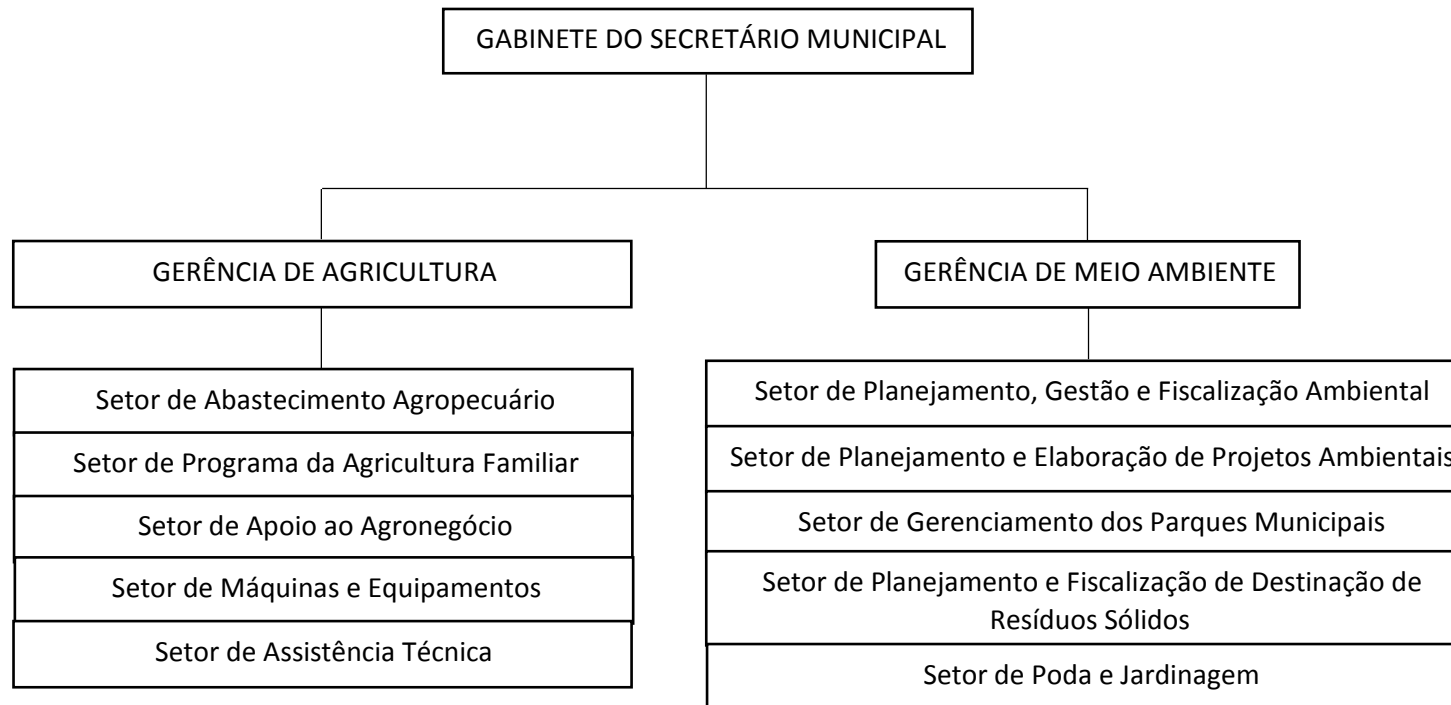 GABINETE DO SECRETÁRIO MUNICIPAL
GERÊNCIA DE AGRICULTURA
Setor de Abastecimento Agropecuário
Setor de Programa da Agricultura Familiar
Setor de Apoio ao Agronegócio
Setor de Máquinas e Equipamentos
Setor de Assistência Técnica
GERÊNCIA DE MEIO AMBIENTE
Setor de Planejamento, Gestão e Fiscalização Ambiental
Setor de Planejamento e Elaboração de Projetos Ambientais
Setor de Gerenciamento dos Parques Municipais
Setor de Planejamento e Fiscalização de Destinação de
Resíduos Sólidos
Setor de Poda e Jardinagem